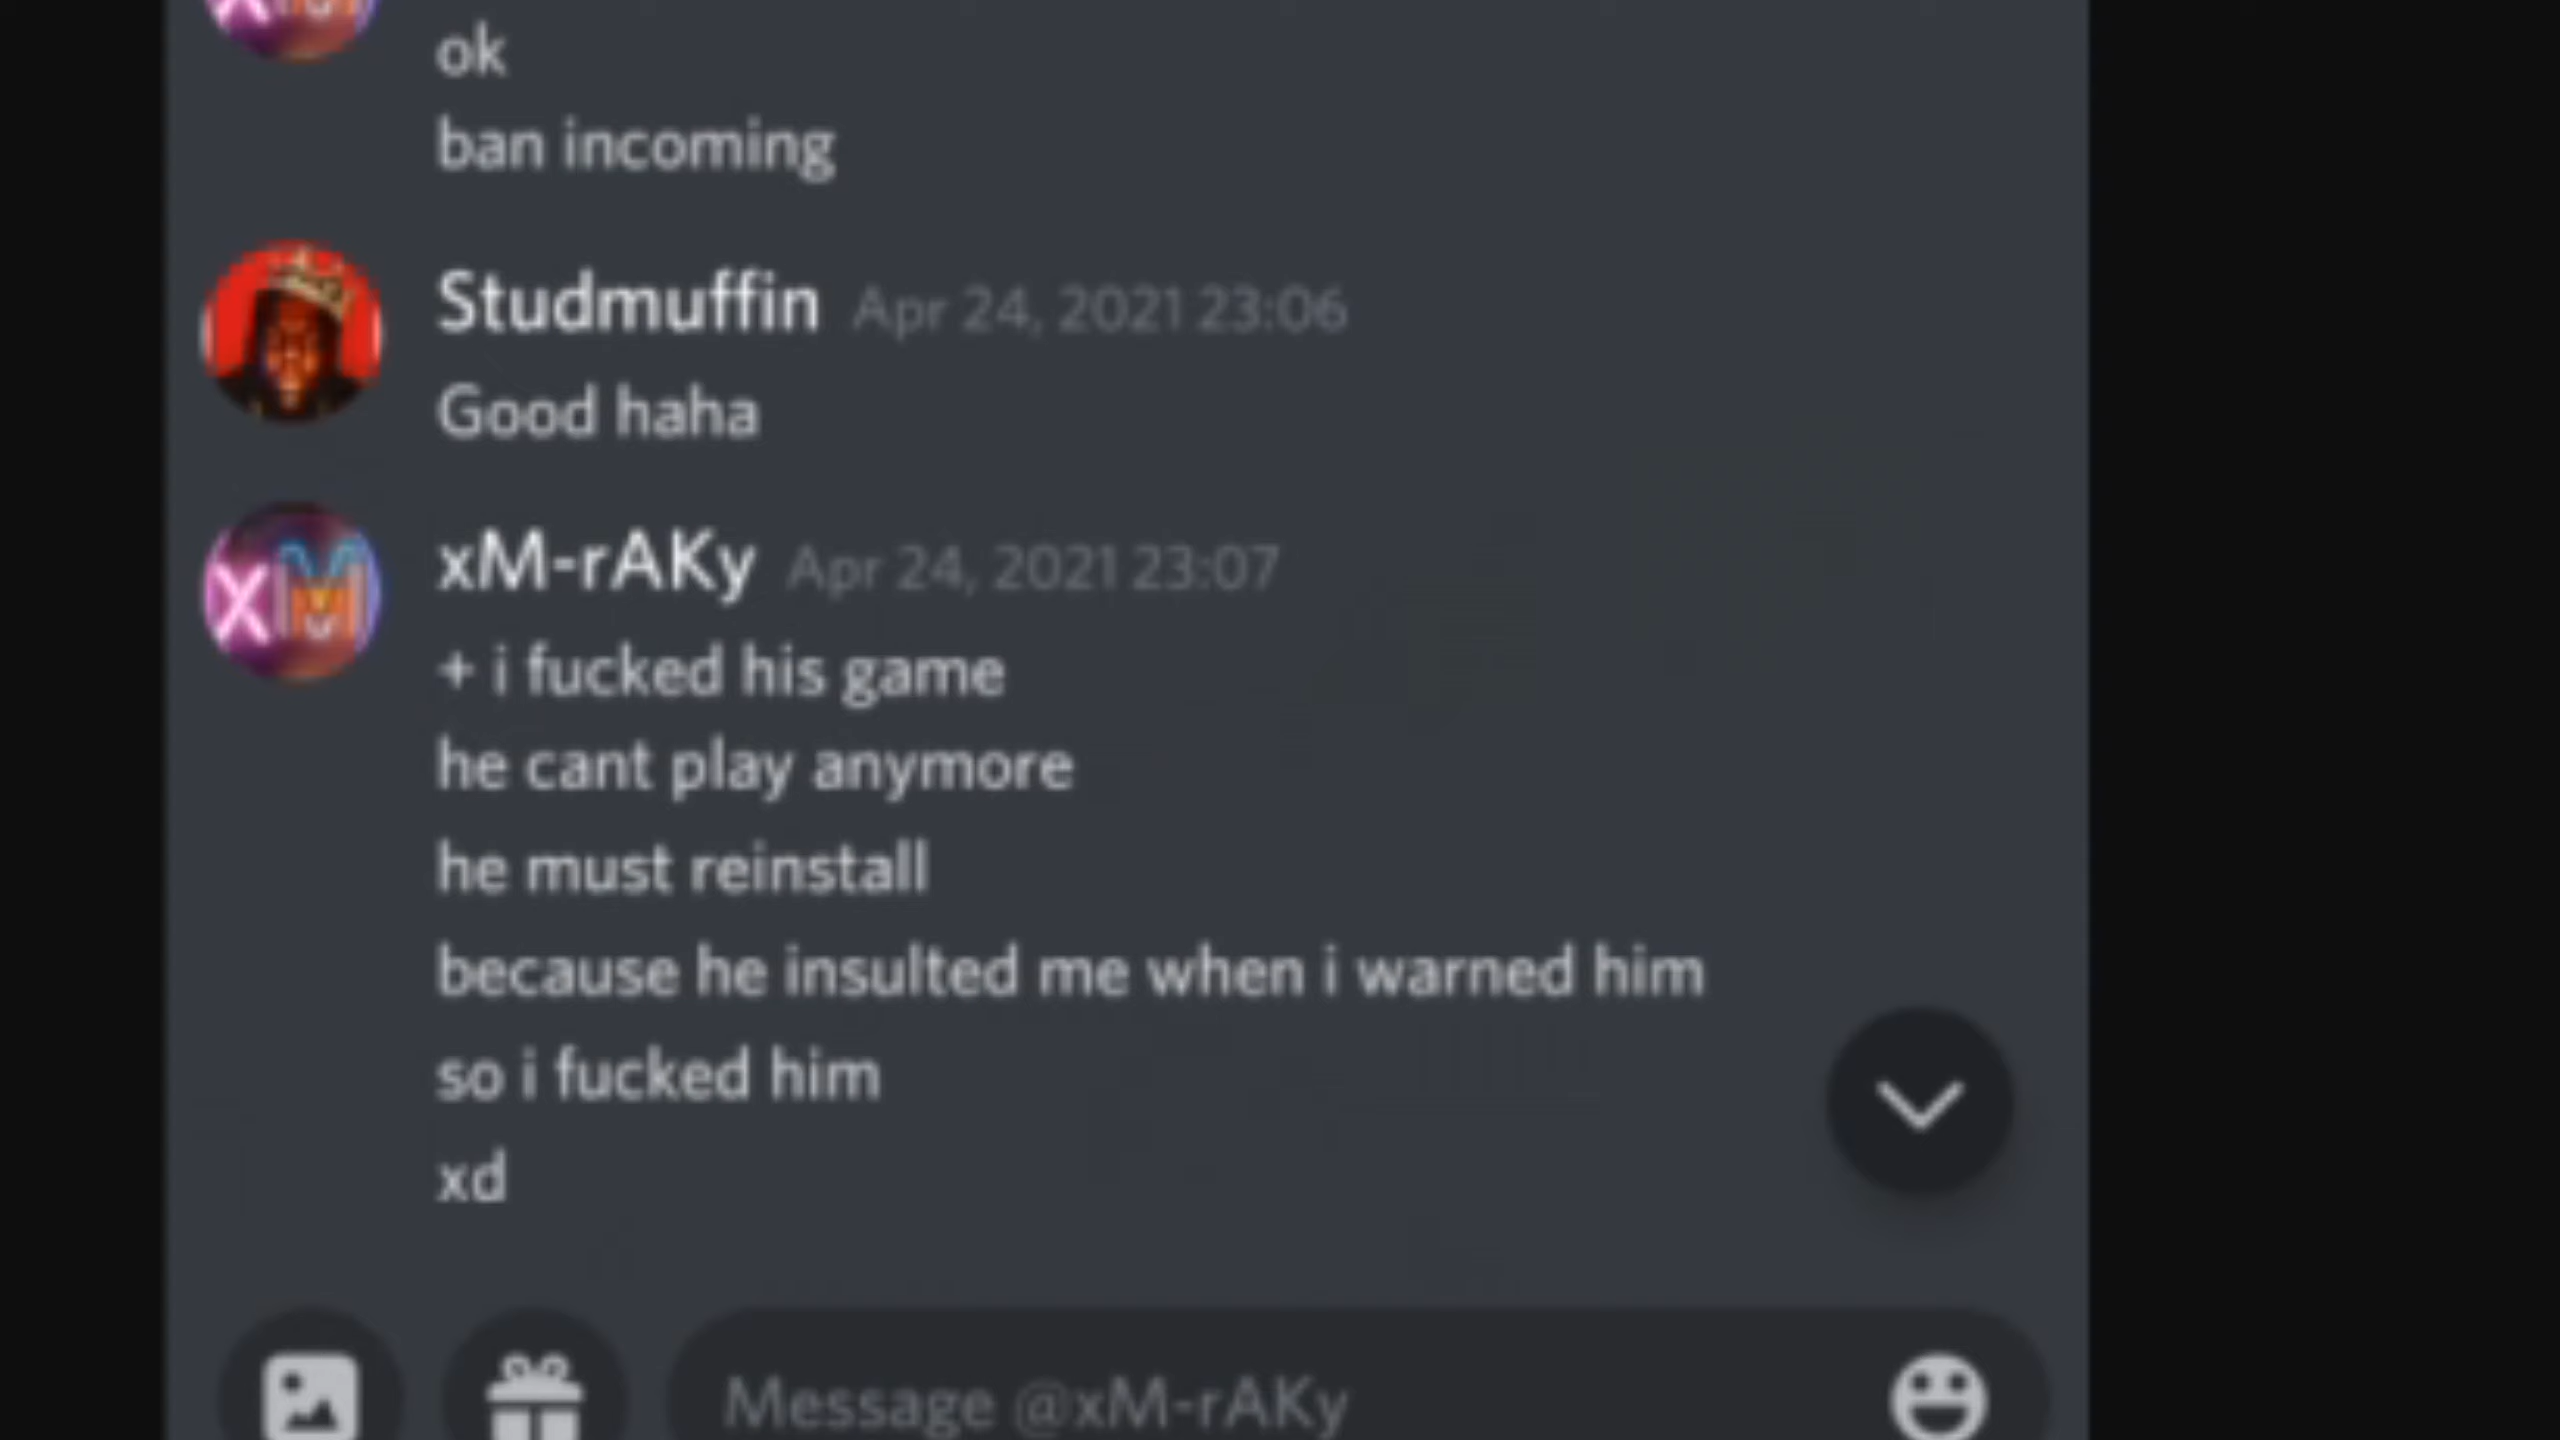 XM
ok
ban incoming
Studmuffin Apr 24, 2021 23:06
Good haha
XM
xM-rAKy Apr 24, 2021 23:07
+ i fucked his game
he cant play anymore
he must reinstall
because he insulted me when i warned him
so i fucked him
xd
Message @xM-rAKy